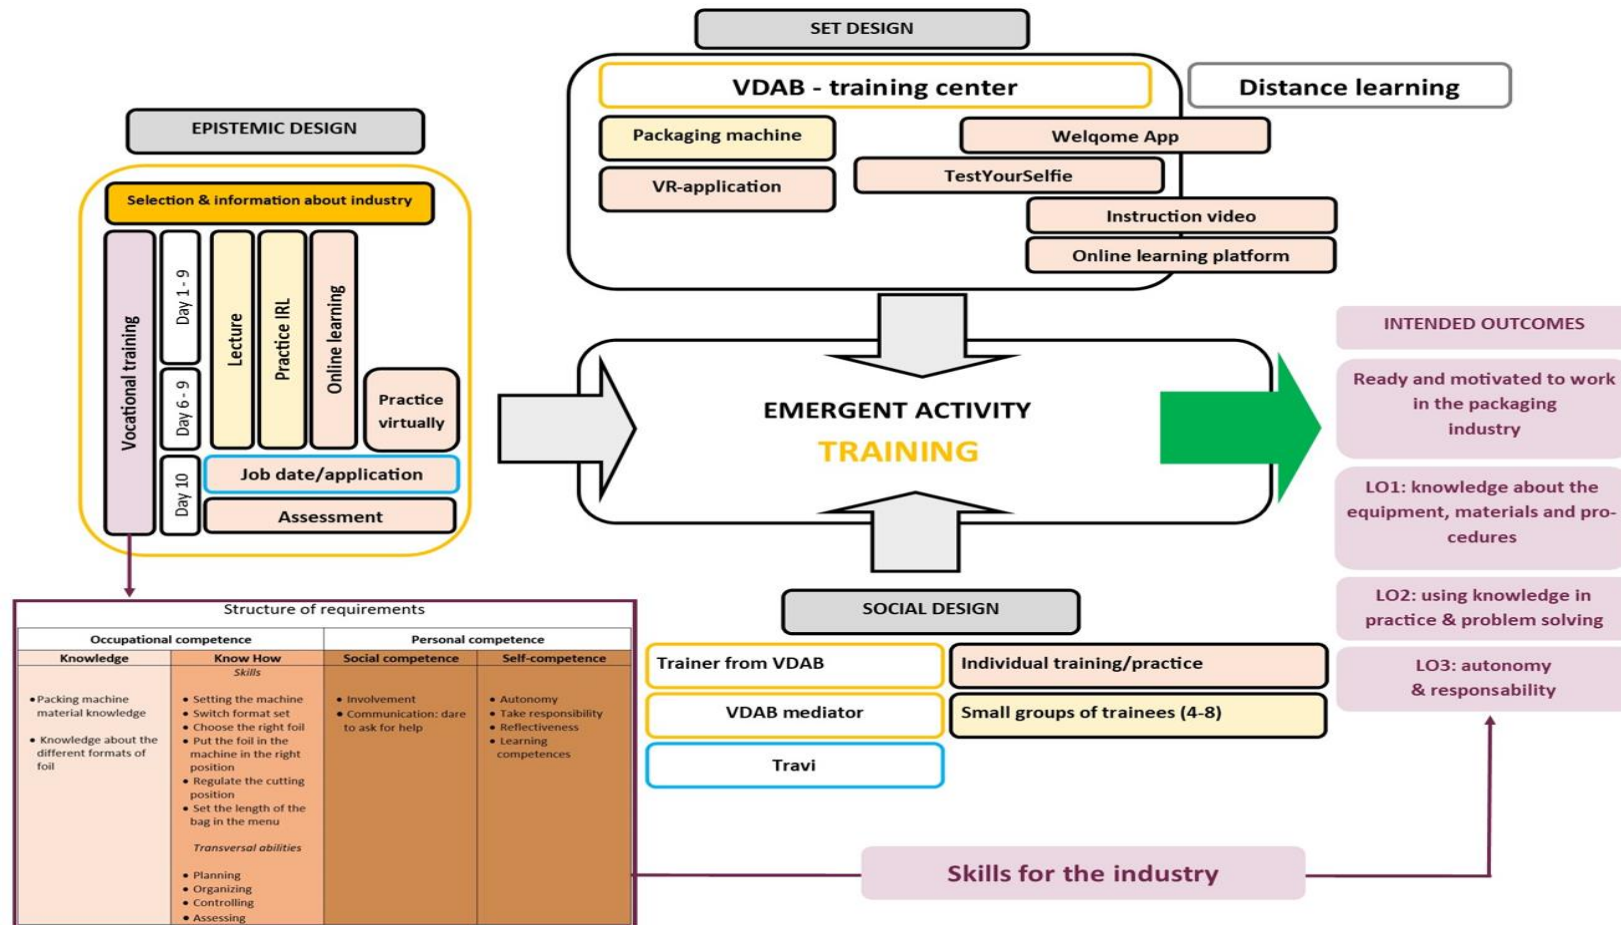 SET DESIGN
VDAB - training center
Distance learning
Packaging machine
Welqome App
VR-application
TestYourSelfie
Instruction video
Online learning platform
EPISTEMIC DESIGN
Selection & information about industry
Vocational training
Day 1 - 9
Day 6 - 9
Day 10
Lecture
Practice IRL
Online learning
Practice
virtually
Job date/application
Assessment
EMERGENT ACTIVITY
TRAINING
INTENDED OUTCOMES
Ready and motivated to work
in the packaging
industry
LO1: knowledge about the
equipment, materials and pro-
cedures
LO2: using knowledge in
practice & problem solving
LO3: autonomy
& responsability
SOCIAL DESIGN
Trainer from VDAB
Individual training/practice
VDAB mediator
Small groups of trainees (4-8)
Travi
Skills for the industry
Structure of requirements
Occupational competence
Personal competence
Knowledge
Know How
Social competence
Self-competence
• Packing machine
material knowledge
• Knowledge about the
different formats of
foil
Skills
• Setting the machine
• Switch format set
• Choose the right foil
• Put the foil in the
machine in the right
position
• Regulate the cutting
position
• Set the length of the
bag in the menu
Transversal abilities
• Planning
• Organizing
• Controlling
• Assessing
• Involvement
• Communication: dare
to ask for help
• Autonomy
• Take responsibility
• Reflectiveness
• Learning
competences